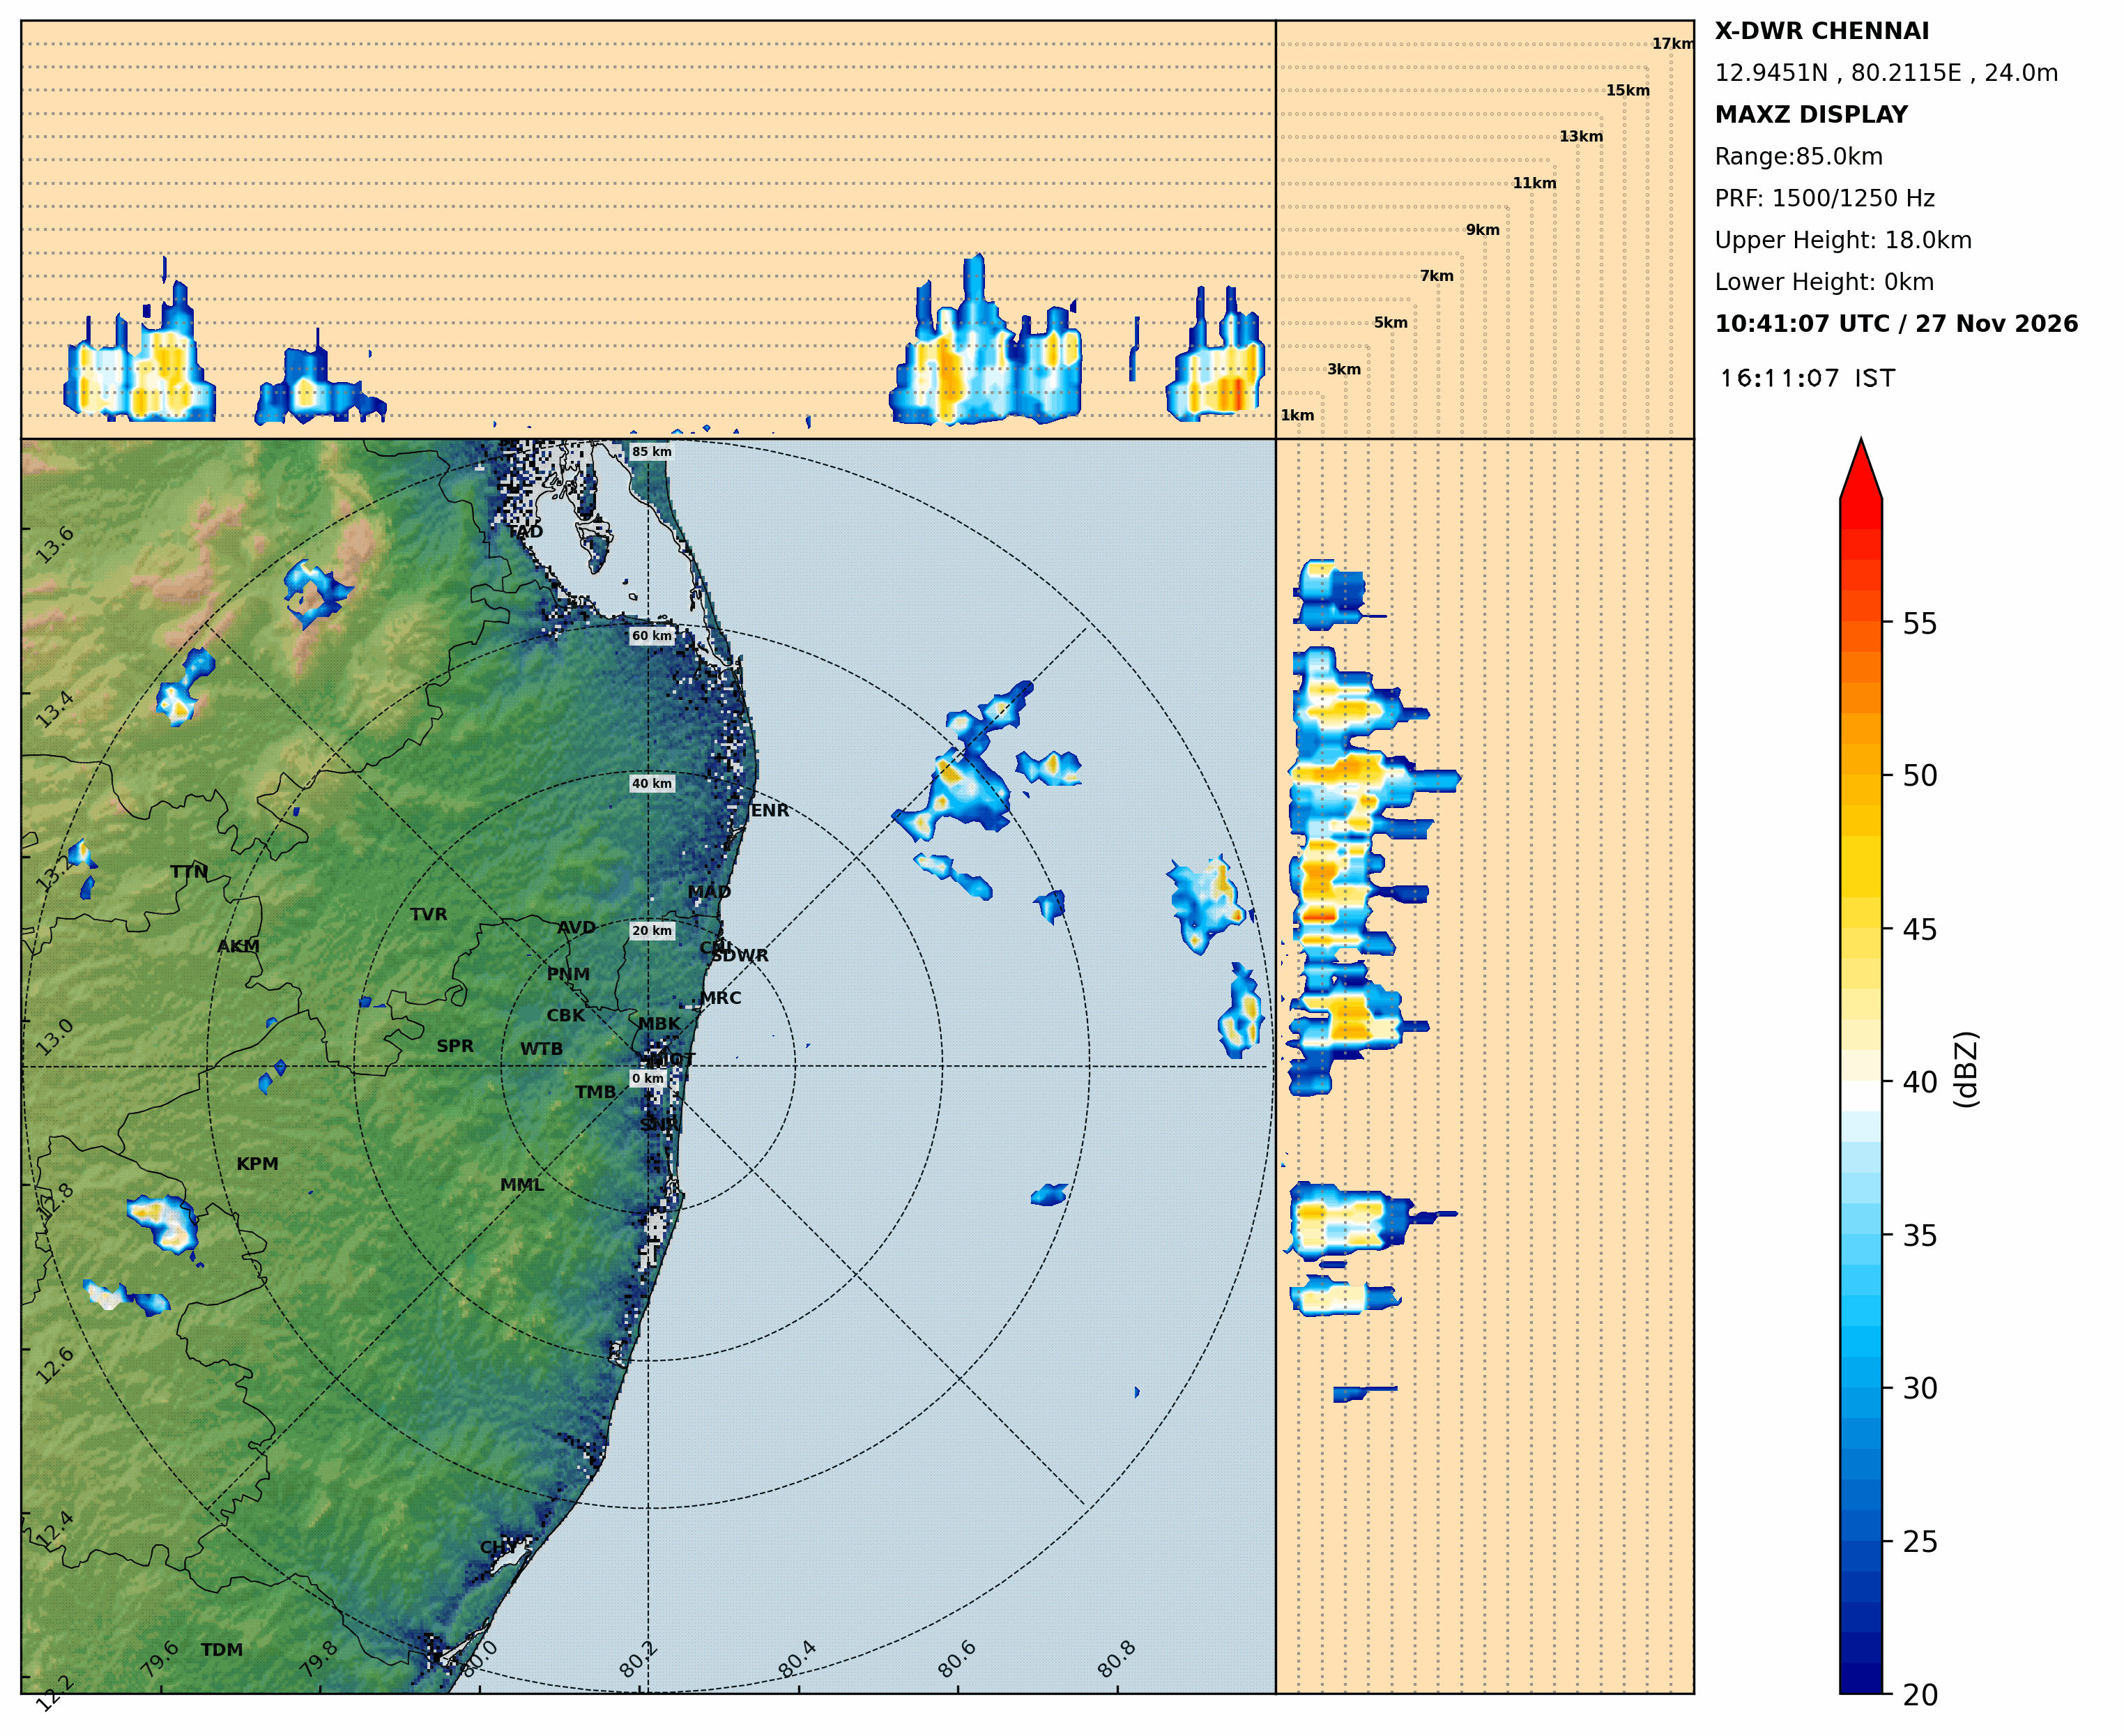 X-DWR CHENNAI
12.9451N , 80.2115E , 24.0m
MAXZ DISPLAY
Range:85.0km
PRF: 1500/1250 Hz
Upper Height: 18.0km
Lower Height: 0km
10:41:07 UTC / 27 Nov 2026
16:11:07 IST
17km
15km
13km
11km
9km
7km
5km
3km
1km
85 km
60 km
40 km
20 km
0 km
TAD
ENR
TTN
MAD
TVR
AVD
AKM
SDWR
PNM
MRC
CBK
MBK
SPR
WTB
TMB
SNR
KPM
MML
CHY
TDM
13.6
13.4
13.2
13.0
12.8
12.6
12.4
12.2
79.6
79.8
80.0
80.2
80.4
80.6
80.8
55
50
45
40
35
30
25
20
(dBZ)